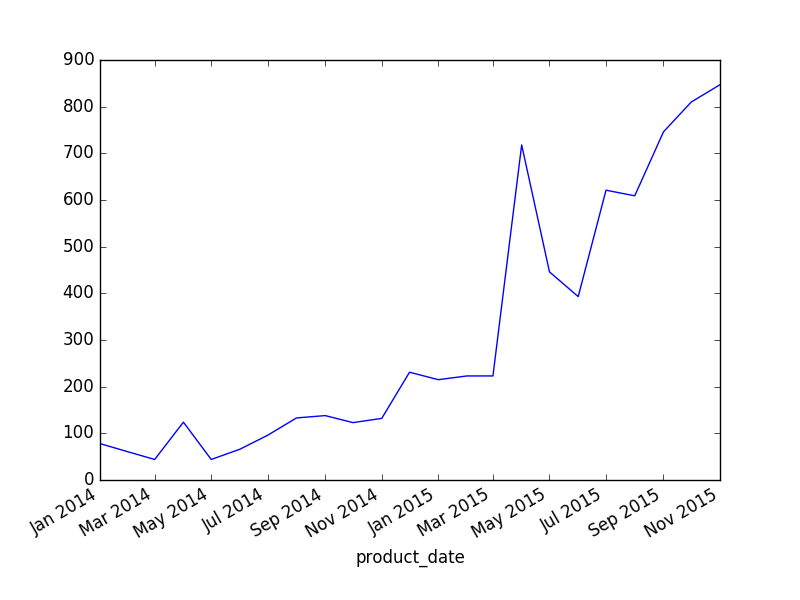 900
800
700
600
500
400
300
200
100
0
Jan 2014
Mar 2014
May 2014
Jul 2014
Sep 2014
Nov 2014
Jan 2015
Mar 2015
May 2015
Jul 2015
Sep 2015
Nov 2015
product_date